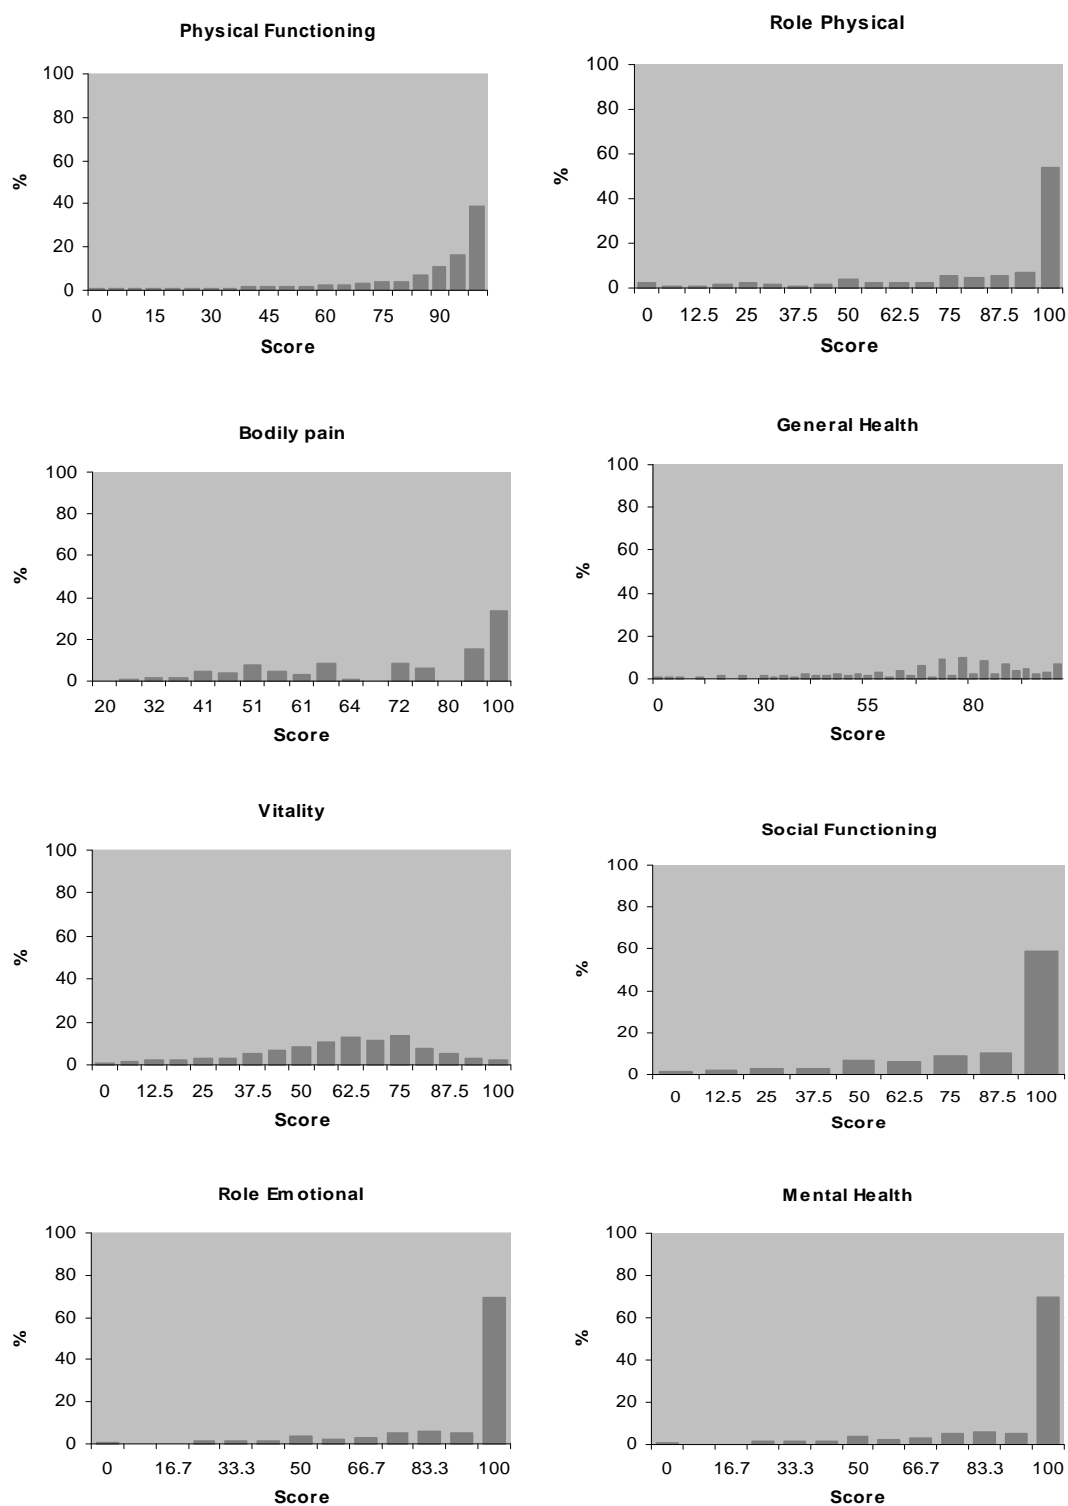 Physical Functioning
100
80
60
40
20
0
%
0 15 30 45 60 75 90
Score
Role Physical
100
80
60
40
20
0
%
0 12.5 25 37.5 50 62.5 75 87.5 100
Score
Bodily pain
100
80
60
40
20
0
%
20 32 41 51 61 64 72 80 100
Score
General Health
100
80
60
40
20
0
%
0 30 55 80
Score
Vitality
100
80
60
40
20
0
%
0 12.5 25 37.5 50 62.5 75 87.5 100
Score
Social Functioning
100
80
60
40
20
0
%
0 12.5 25 37.5 50 62.5 75 87.5 100
Score
Role Emotional
100
80
60
40
20
0
%
0 16.7 33.3 50 66.7 83.3 100
Score
Mental Health
100
80
60
40
20
0
%
0 16.7 33.3 50 66.7 83.3 100
Score